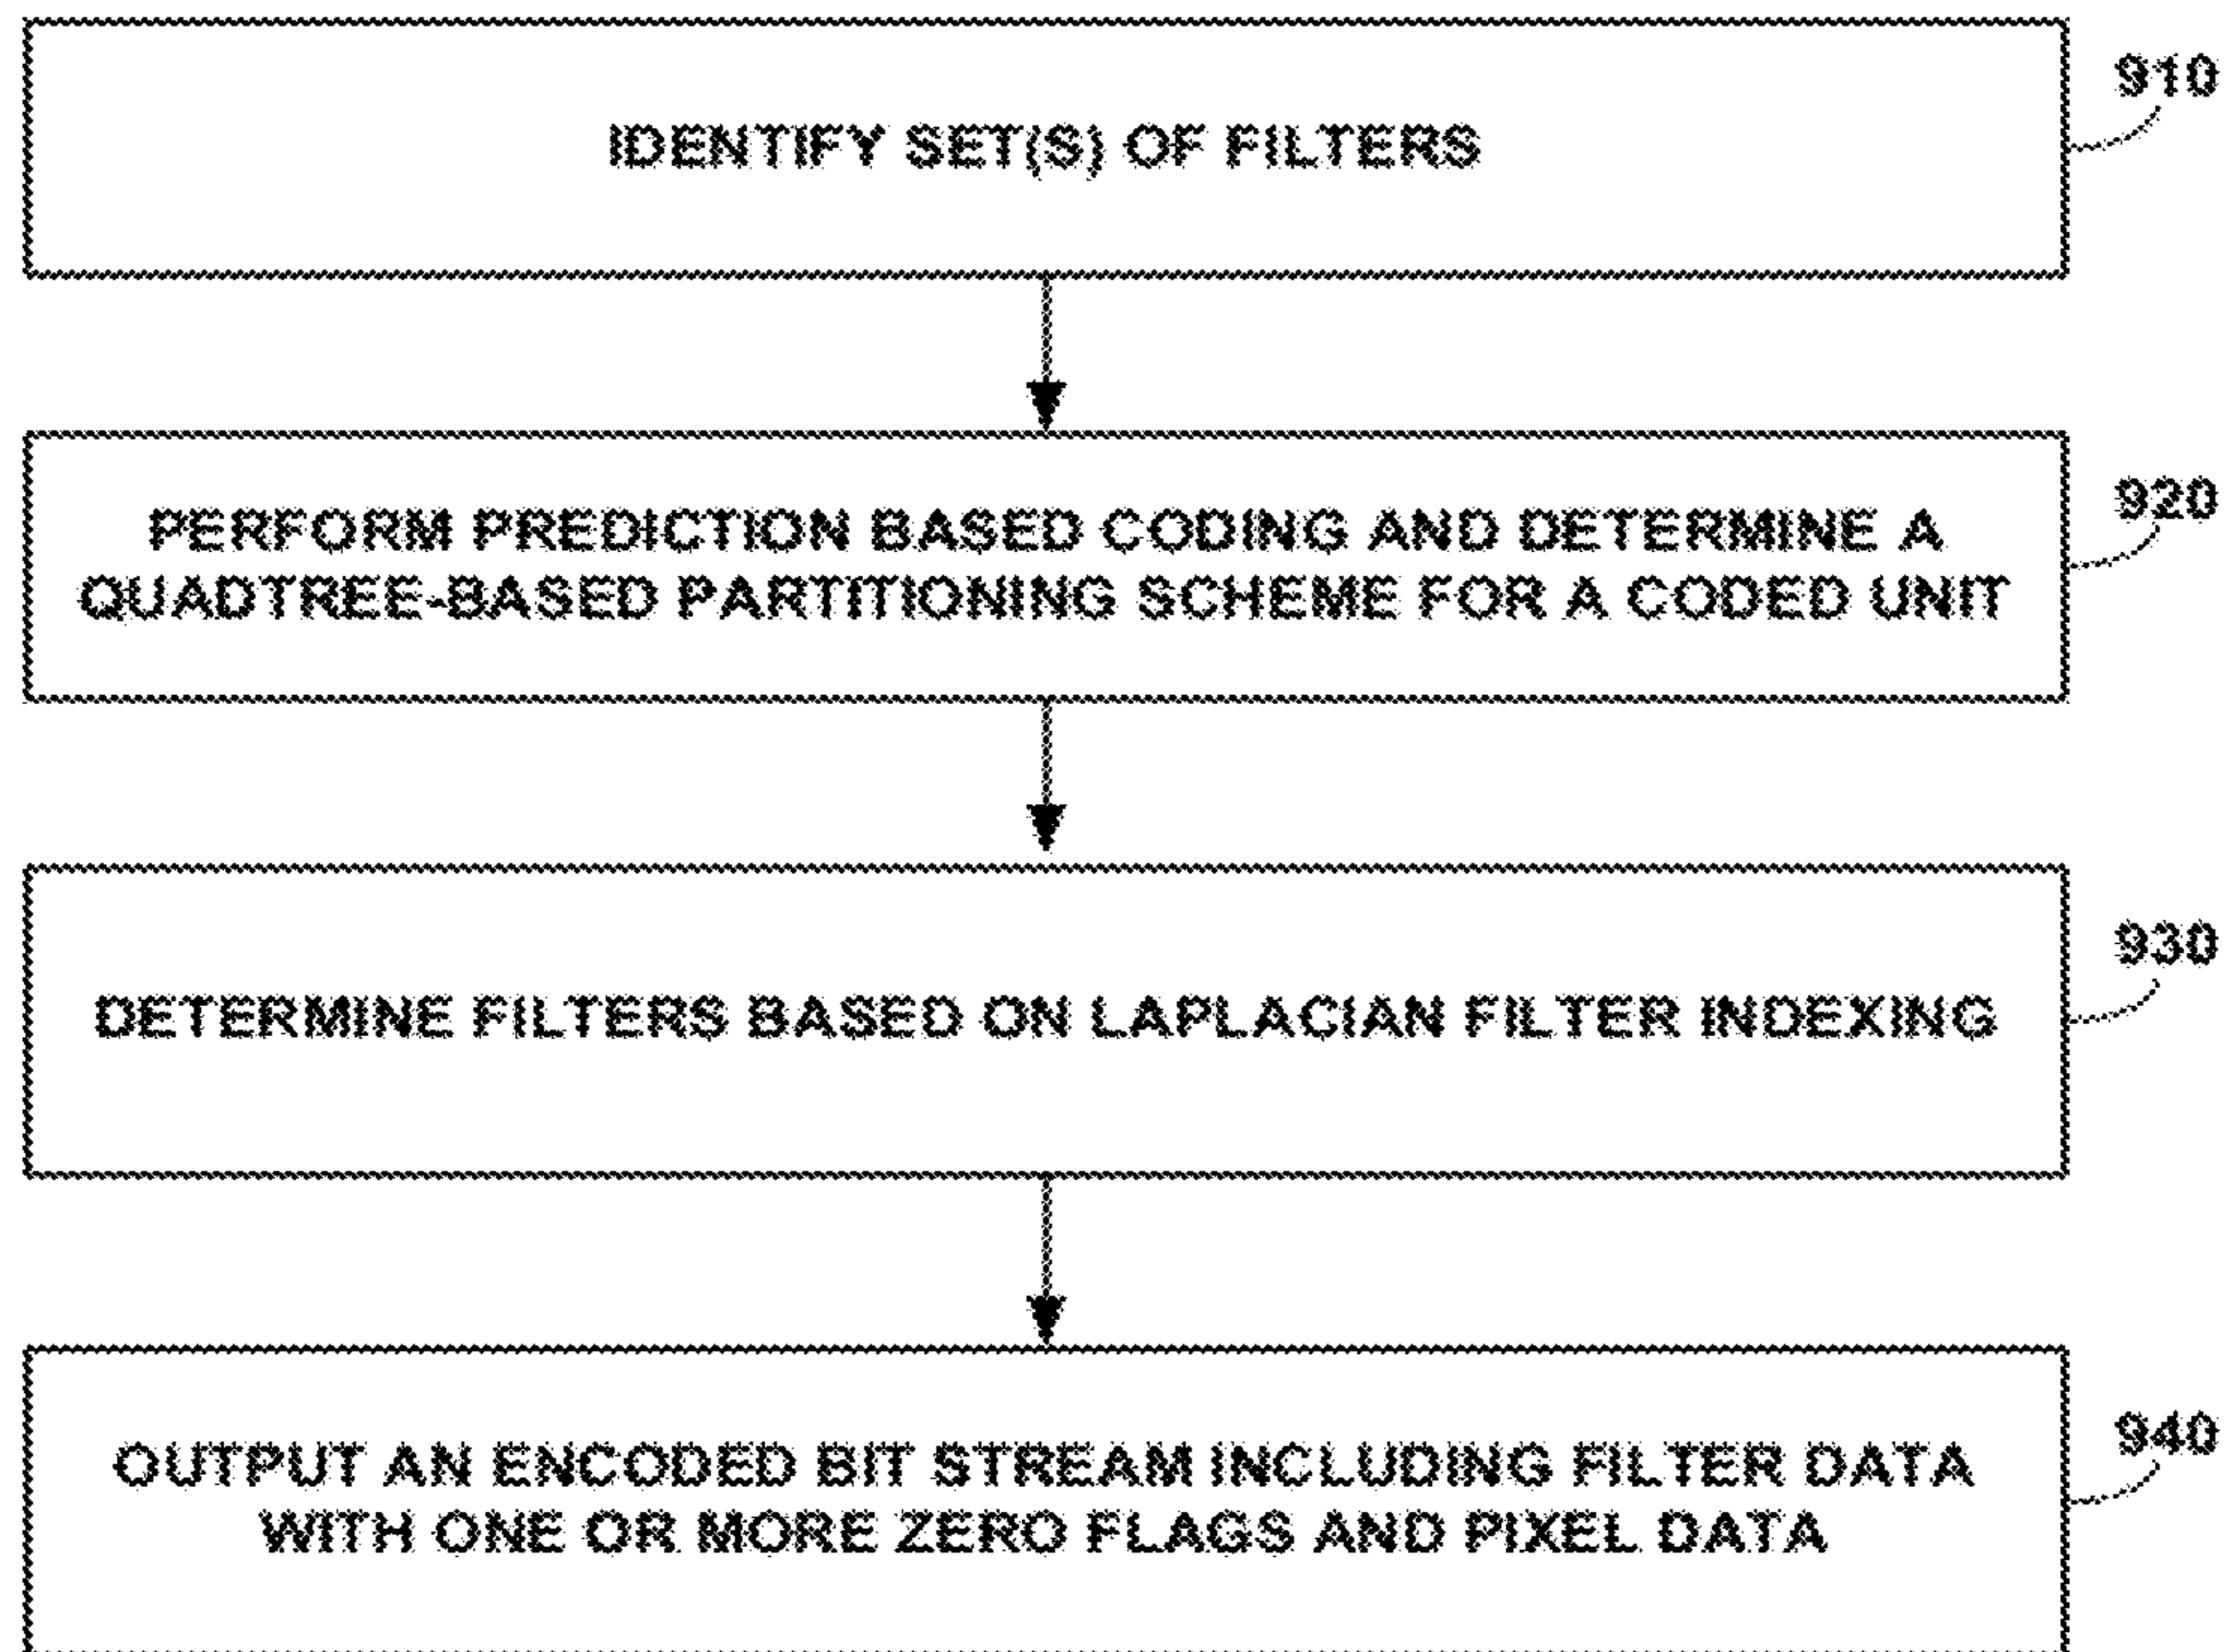 910
IDENTIFY SET(S) OF FILTERS
920
PERFORM PREDICTION BASED CODING AND DETERMINE A
QUADTREE-BASED PARTITIONING SCHEME FOR A CODED UNIT
930
DETERMINE FILTERS BASED ON LAPLACIAN FILTER INDEXING
940
OUTPUT AN ENCODED BIT STREAM INCLUDING FILTER DATA
WITH ONE OR MORE ZERO FLAGS AND PIXEL DATA